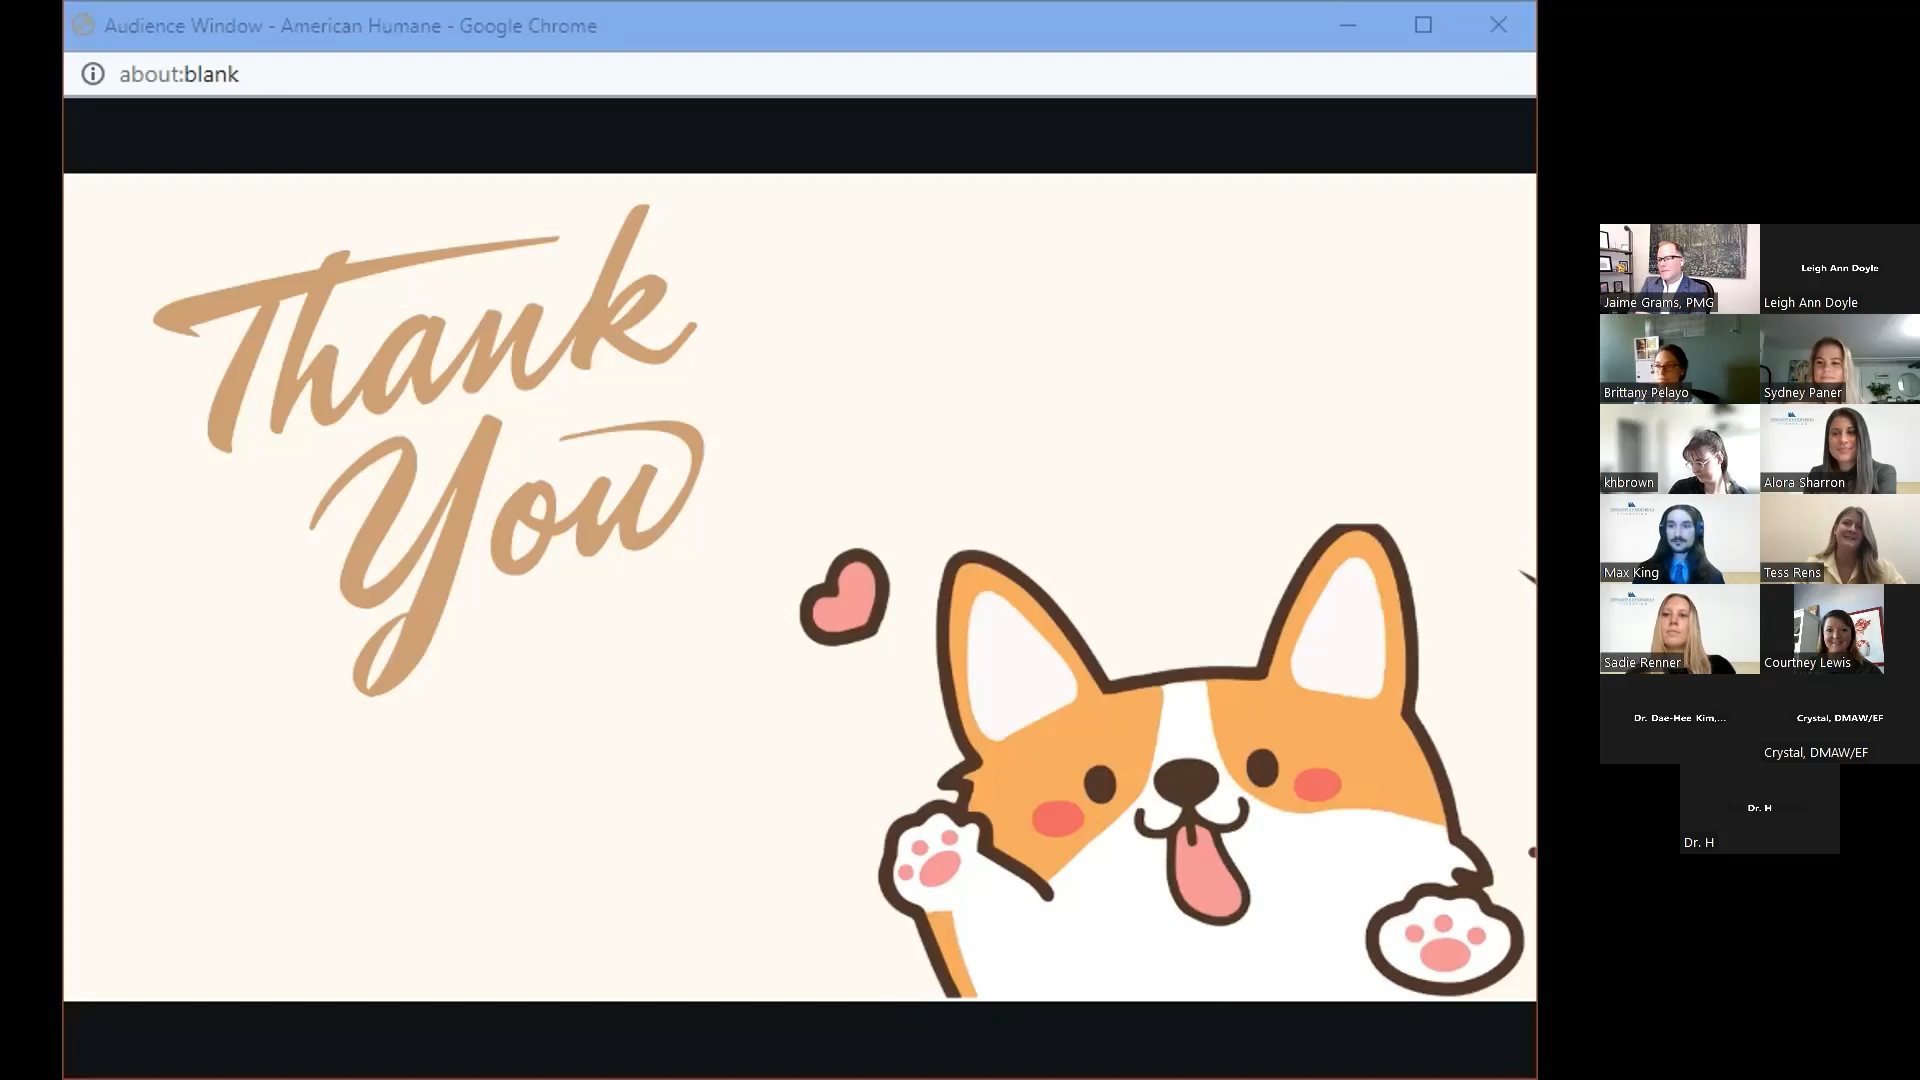 Audience Window - American Humane - Google Chrome
about:blank
Thank
You
Jaime Grams, PMG
Leigh Ann Doyle
Leigh Ann Doyle
Brittany Pelayo
Sydney Paner
khbrown
Alora Sharron
Max King
Tess Rens
Sadie Renner
Courtney Lewis
Dr. Dae-Hee Kim,...
Crystal, DMAW/EF
Crystal, DMAW/EF
Dr. H
Dr. H